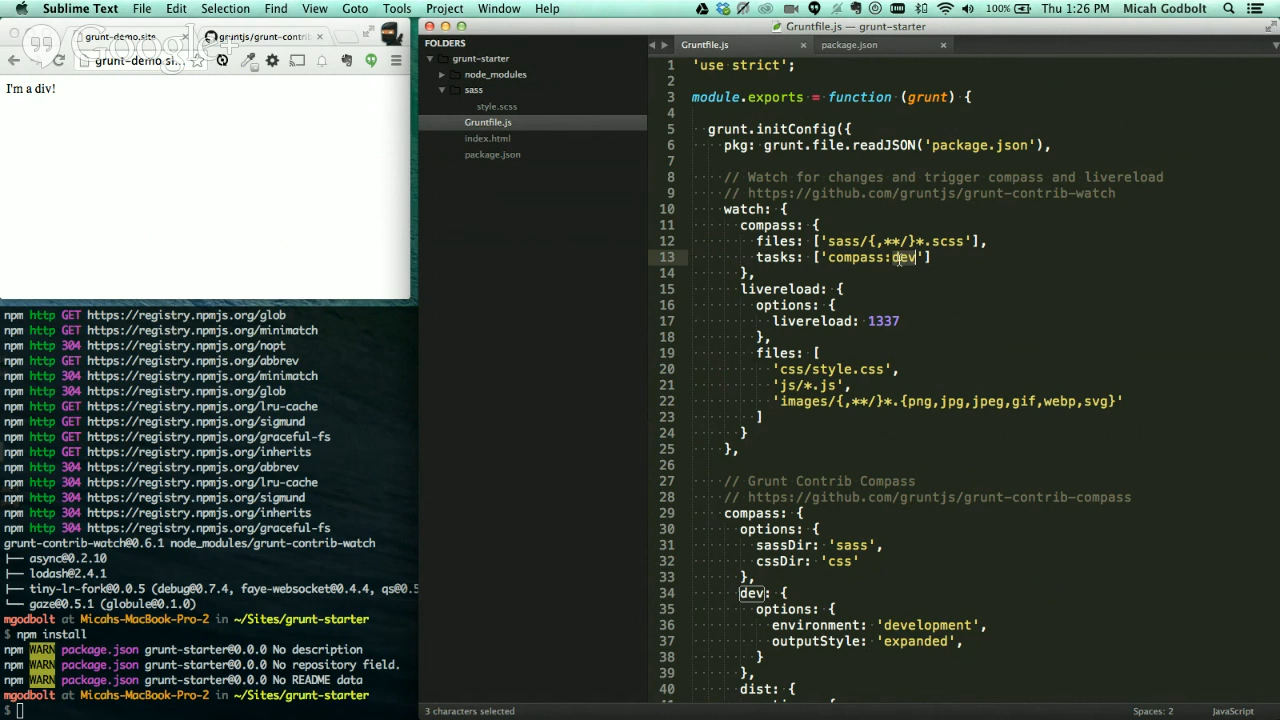 Sublime Text File Edit Selection Find View Goto Tools Project Window Help 100% Thu 1:26 PM Micah Godbolt
grunt-demo.site
gruntjs/grunt-contrib
Google+
grunt-demo.si
I'm a div!
Gruntfile.js — grunt-starter
FOLDERS
grunt-starter
node_modules
sass
style.scss
Gruntfile.js
index.html
package.json
Gruntfile.js
package.json
1 'use strict';
2
3 module.exports = function (grunt) {
4
5 grunt.initConfig({
6 pkg: grunt.file.readJSON('package.json'),
7
8 // Watch for changes and trigger compass and livereload
9 // https://github.com/gruntjs/grunt-contrib-watch
10 watch: {
11 compass: {
12 files: ['sass/{,**/}*.scss'],
13 tasks: ['compass:dev']
14 },
15 livereload: {
16 options: {
17 livereload: 1337
18 },
19 files: [
20 'css/style.css',
21 'js/*.js',
22 'images/{,**/}*.{png,jpg,jpeg,gif,webp,svg}'
23 ]
24 }
25 },
26
27 // Grunt Contrib Compass
28 // https://github.com/gruntjs/grunt-contrib-compass
29 compass: {
30 options: {
31 sassDir: 'sass',
32 cssDir: 'css'
33 },
34 dev: {
35 options: {
36 environment: 'development',
37 outputStyle: 'expanded',
38 }
39 },
40 dist: {
npm http GET https://registry.npmjs.org/glob
npm http GET https://registry.npmjs.org/minimatch
npm http 304 https://registry.npmjs.org/nopt
npm http GET https://registry.npmjs.org/abbrev
npm http 304 https://registry.npmjs.org/minimatch
npm http 304 https://registry.npmjs.org/glob
npm http GET https://registry.npmjs.org/lru-cache
npm http GET https://registry.npmjs.org/sigmund
npm http GET https://registry.npmjs.org/graceful-fs
npm http GET https://registry.npmjs.org/inherits
npm http 304 https://registry.npmjs.org/abbrev
npm http 304 https://registry.npmjs.org/lru-cache
npm http 304 https://registry.npmjs.org/sigmund
npm http 304 https://registry.npmjs.org/inherits
npm http 304 https://registry.npmjs.org/graceful-fs
grunt-contrib-watch@0.6.1 node_modules/grunt-contrib-watch
├── async@0.2.10
├── lodash@2.4.1
├── tiny-lr-fork@0.0.5 (debug@0.7.4, faye-websocket@0.4.4, qs@0.5
└── gaze@0.5.1 (globule@0.1.0)
mgodbolt at Micahs-MacBook-Pro-2 in ~/Sites/grunt-starter
$ npm install
npm WARN package.json grunt-starter@0.0.0 No description
npm WARN package.json grunt-starter@0.0.0 No repository field.
npm WARN package.json grunt-starter@0.0.0 No README data
mgodbolt at Micahs-MacBook-Pro-2 in ~/Sites/grunt-starter
$
3 characters selected
Spaces: 2
JavaScript